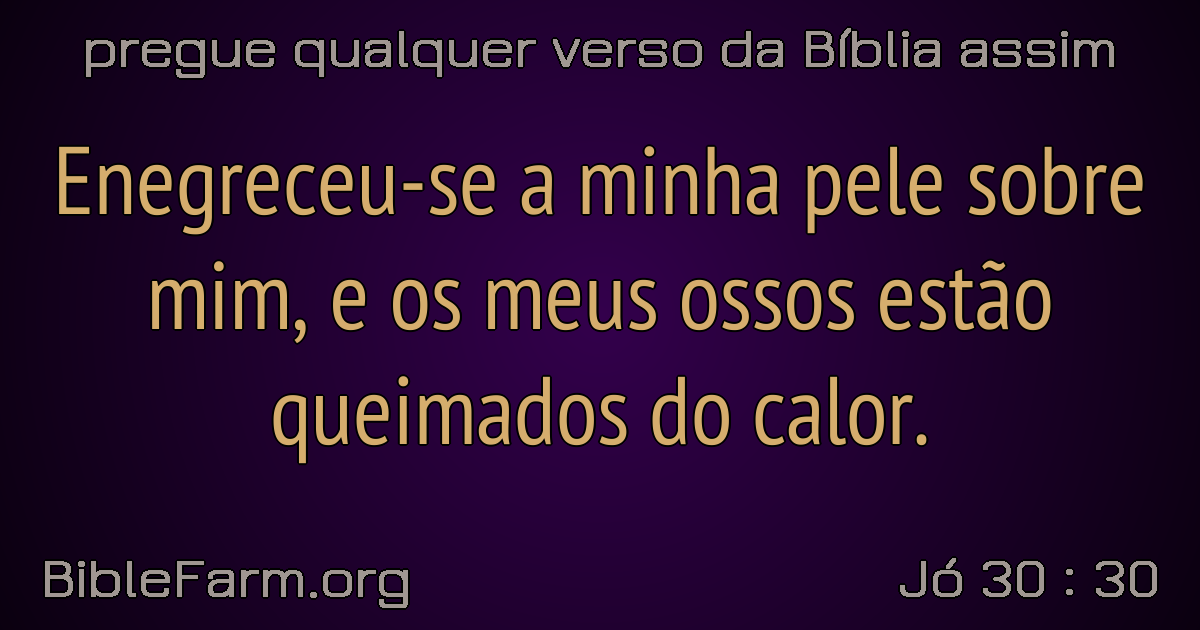 pregue qualquer verso da Bíblia assim
Enegreceu-se a minha pele sobre
mim, e os meus ossos estão
queimados do calor.
BibleFarm.org
Jó 30 : 30